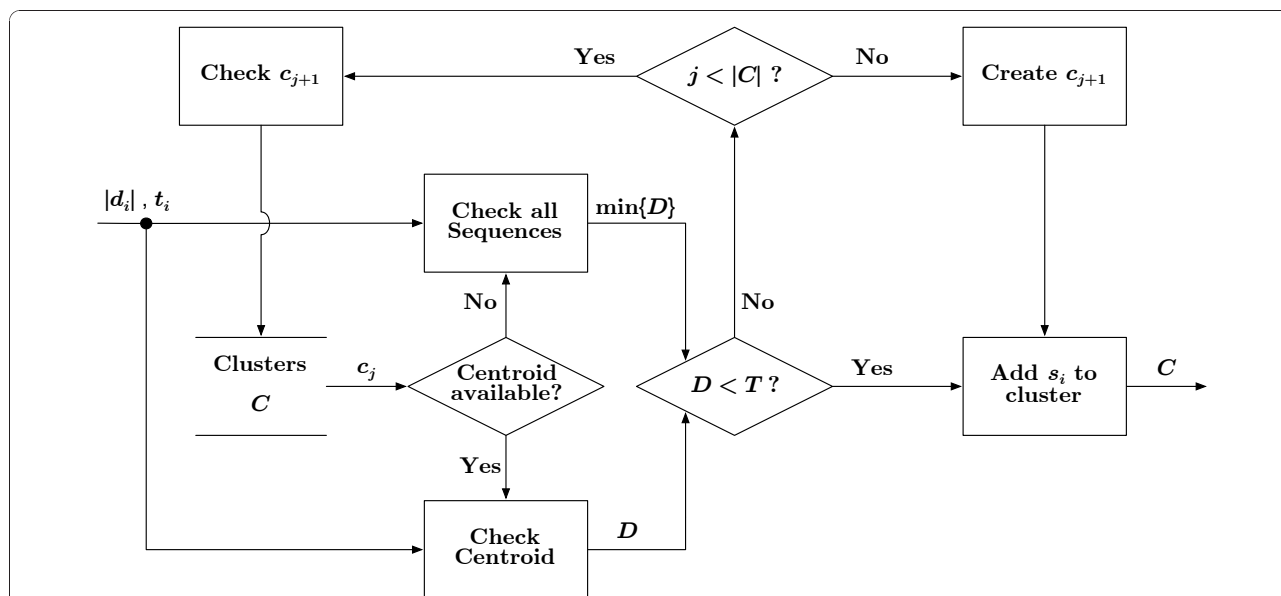 Check c_{j+1}
Yes
j < |C| ?
No
Create c_{j+1}
|d_i| , t_i
Check all
Sequences
min{D}
No
No
Clusters
C
c_j
Centroid
available?
D < T ?
Yes
Add s_i to
cluster
C
Yes
Check
Centroid
D